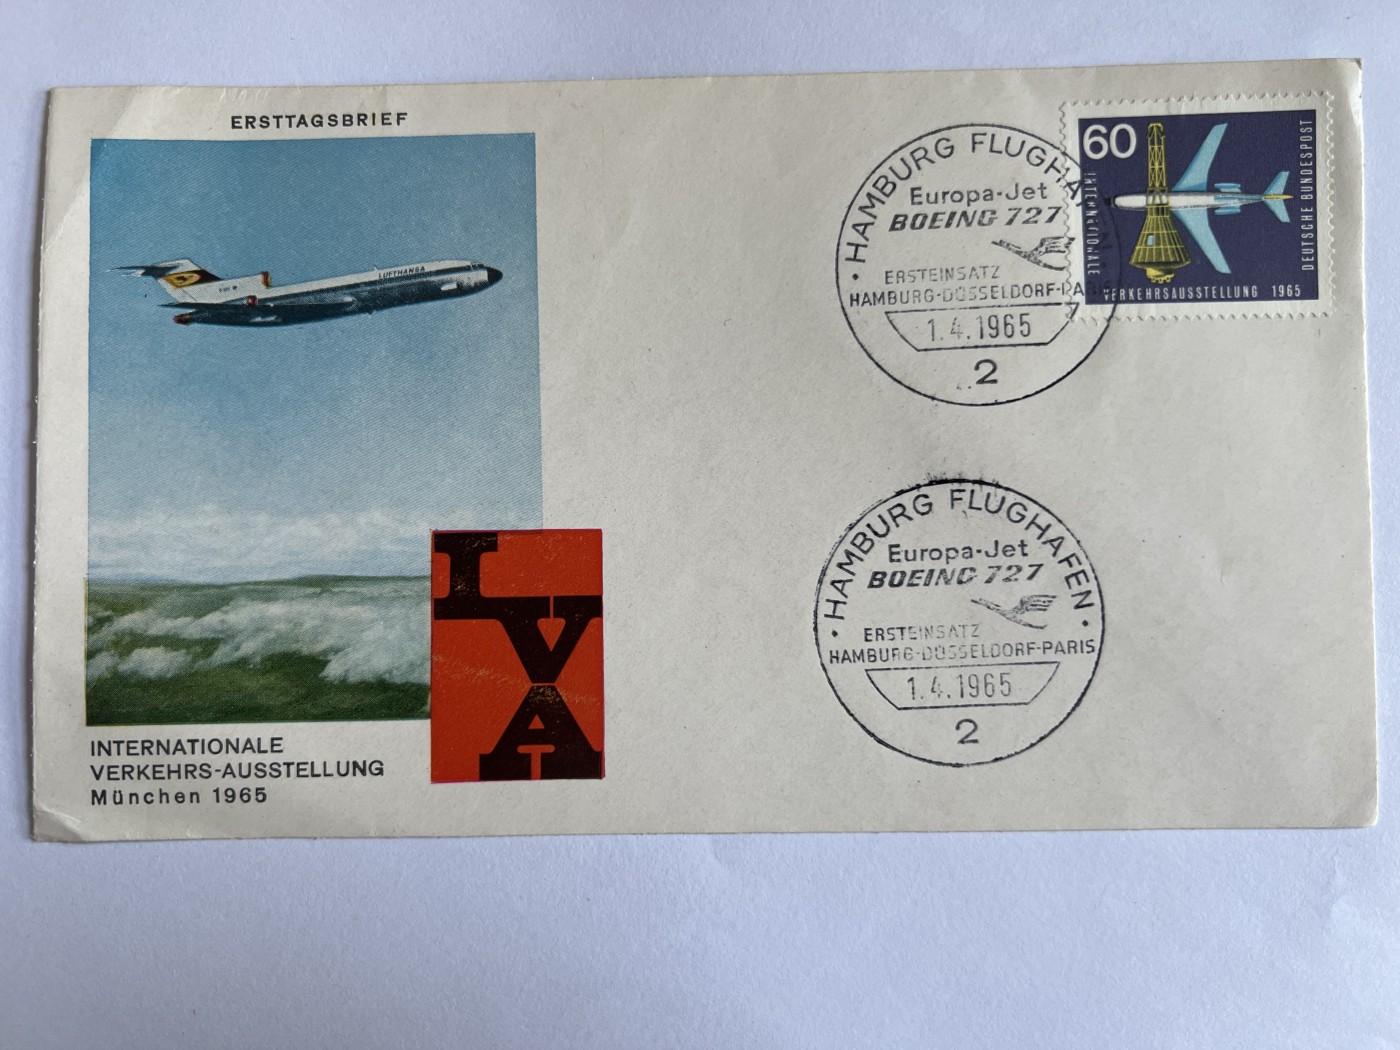 ERSTTAGSBRIEF
LUFTHANSA
INTERNATIONALE
VERKEHRS-AUSSTELLUNG
München 1965
IVA
HAMBURG FLUGHAFEN
Europa-Jet
BOEING 727
ERSTEINSATZ
HAMBURG-DÜSSELDORF-PARIS
1.4.1965
2
60
INTERNATIONALE
VERKEHRSAUSSTELLUNG 1965
DEUTSCHE BUNDESPOST
HAMBURG FLUGHAFEN
Europa-Jet
BOEING 727
ERSTEINSATZ
HAMBURG-DÜSSELDORF-PARIS
1.4.1965
2